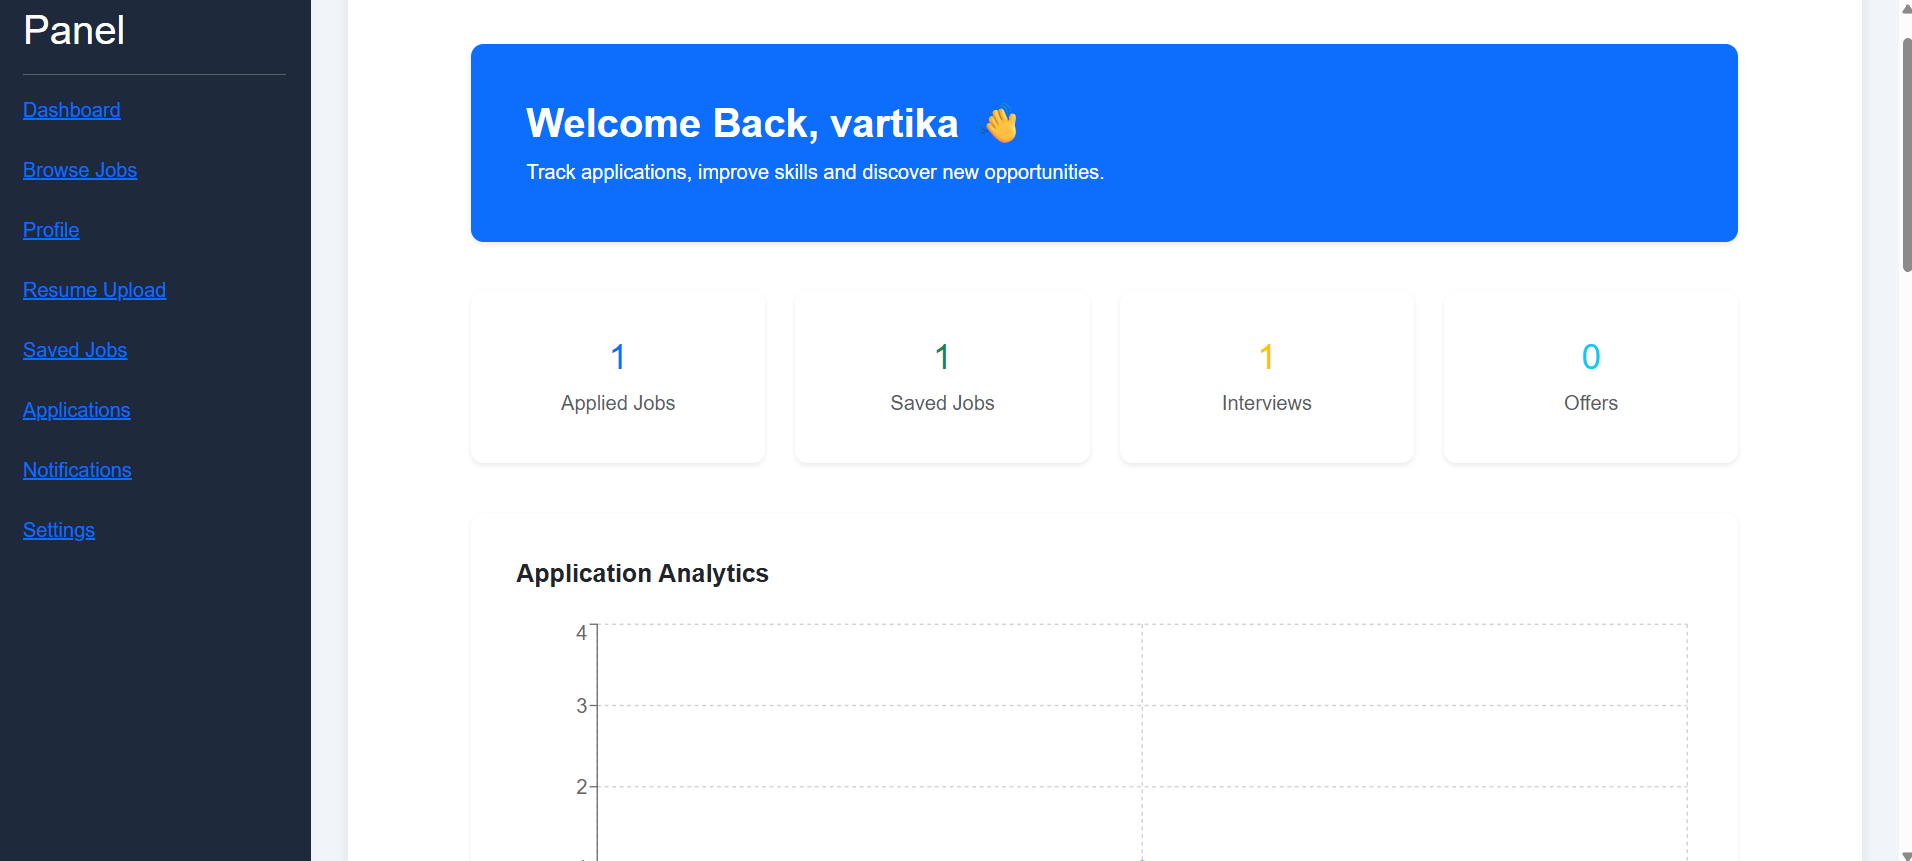 Panel
Dashboard
Browse Jobs
Profile
Resume Upload
Saved Jobs
Applications
Notifications
Settings
Welcome Back, vartika 👋
Track applications, improve skills and discover new opportunities.
1
Applied Jobs
1
Saved Jobs
1
Interviews
0
Offers
Application Analytics
4
3
2